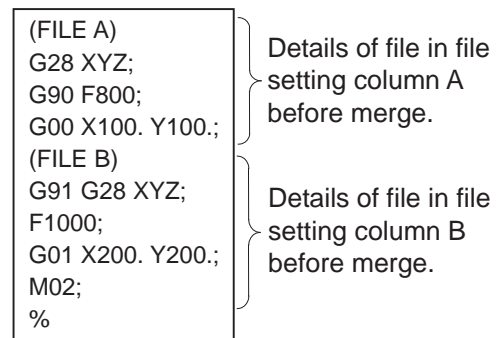 (FILE A)
G28 XYZ;
G90 F800;
G00 X100. Y100.;
(FILE B)
G91 G28 XYZ;
F1000;
G01 X200. Y200.;
M02;
%
Details of file in file
setting column A
before merge.
Details of file in file
setting column B
before merge.